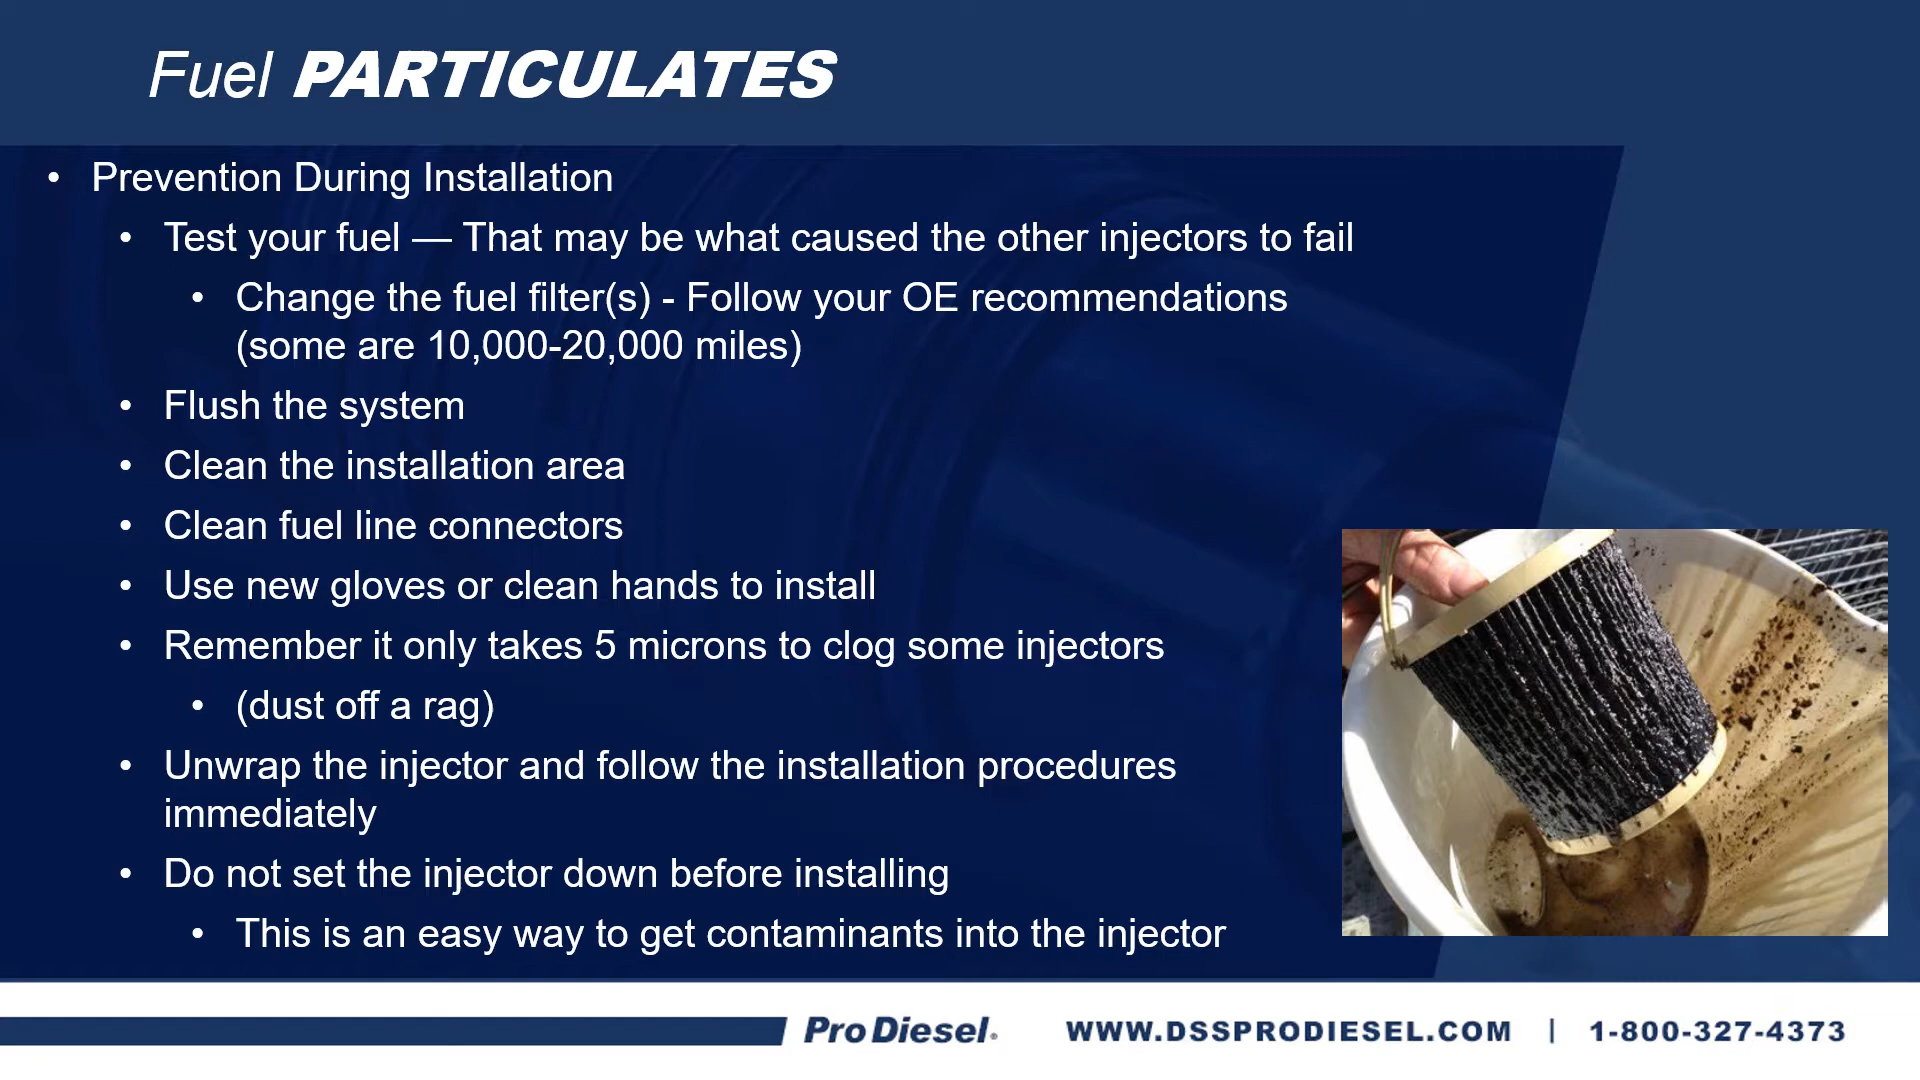 Fuel PARTICULATES
• Prevention During Installation
• Test your fuel — That may be what caused the other injectors to fail
• Change the fuel filter(s) - Follow your OE recommendations
(some are 10,000-20,000 miles)
• Flush the system
• Clean the installation area
• Clean fuel line connectors
• Use new gloves or clean hands to install
• Remember it only takes 5 microns to clog some injectors
• (dust off a rag)
• Unwrap the injector and follow the installation procedures
immediately
• Do not set the injector down before installing
• This is an easy way to get contaminants into the injector
Pro Diesel® WWW.DSSPRODIESEL.COM | 1-800-327-4373